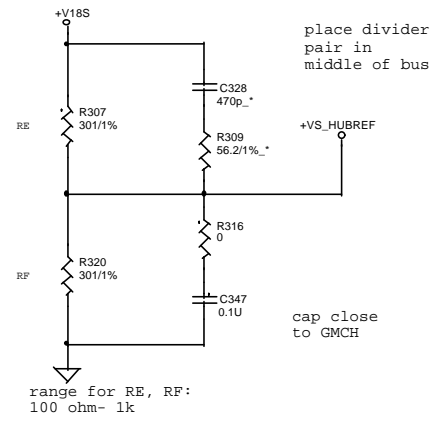 +V18S
place divider
pair in
middle of bus
C328
470p_*
R307
301/1%
RE
R309
56.2/1%_*
+VS_HUBREF
R316
0
R320
301/1%
RF
C347
0.1U
cap close
to GMCH
range for RE, RF:
100 ohm- 1k